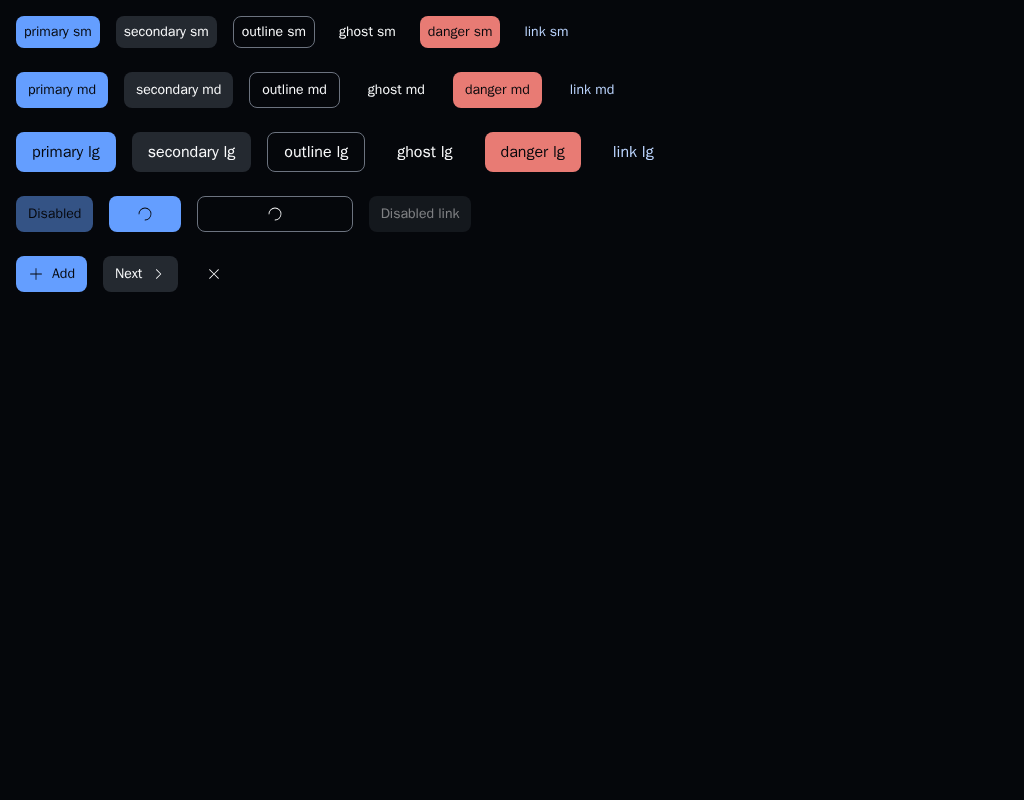 primary sm secondary sm outline sm ghost sm danger sm link sm
primary md secondary md outline md ghost md danger md link md
primary lg secondary lg outline lg ghost lg danger lg link lg
Disabled Disabled link
Add Next